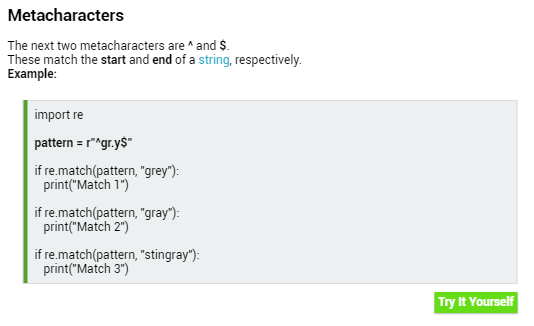 Metacharacters
The next two metacharacters are ^ and $.
These match the start and end of a string, respectively.
Example:
import re
pattern = r"^gr.y$"
if re.match(pattern, "grey"):
print("Match 1")
if re.match(pattern, "gray"):
print("Match 2")
if re.match(pattern, "stingray"):
print("Match 3")
Try It Yourself